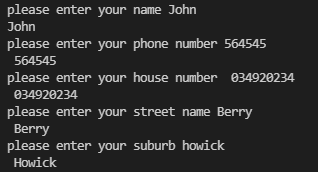 please enter your name John
John
please enter your phone number 564545
 564545
please enter your house number  034920234
 034920234
please enter your street name Berry
 Berry
please enter your suburb howick
 Howick